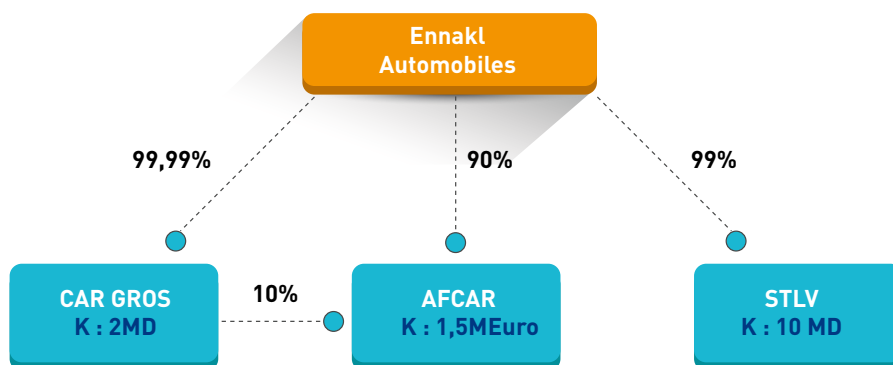 Ennakl
Automobiles
99,99%
90%
99%
CAR GROS
K : 2MD
10%
AFCAR
K : 1,5MEuro
STLV
K : 10 MD